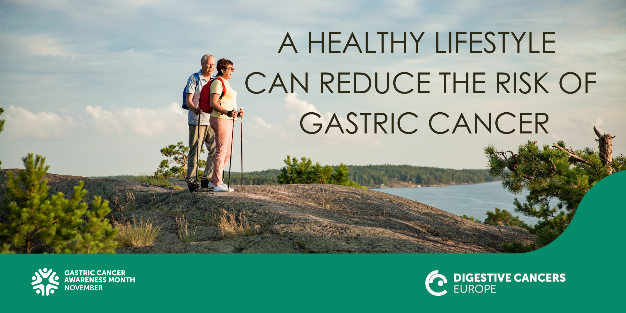 A HEALTHY LIFESTYLE
CAN REDUCE THE RISK OF
GASTRIC CANCER
GASTRIC CANCER
AWARENESS MONTH
NOVEMBER
DIGESTIVE CANCERS
EUROPE